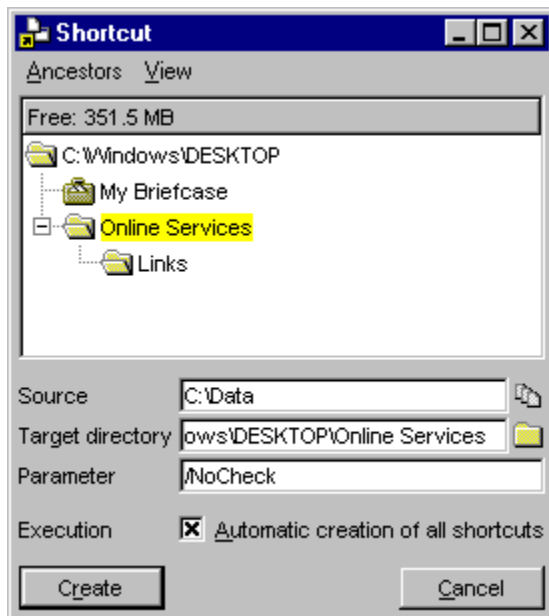 Shortcut
Ancestors View
Free: 351.5 MB
C:\Windows\DESKTOP
My Briefcase
Online Services
Links
Source C:\Data
Target directory ows\DESKTOP\Online Services
Parameter /NoCheck
Execution Automatic creation of all shortcuts
Create Cancel